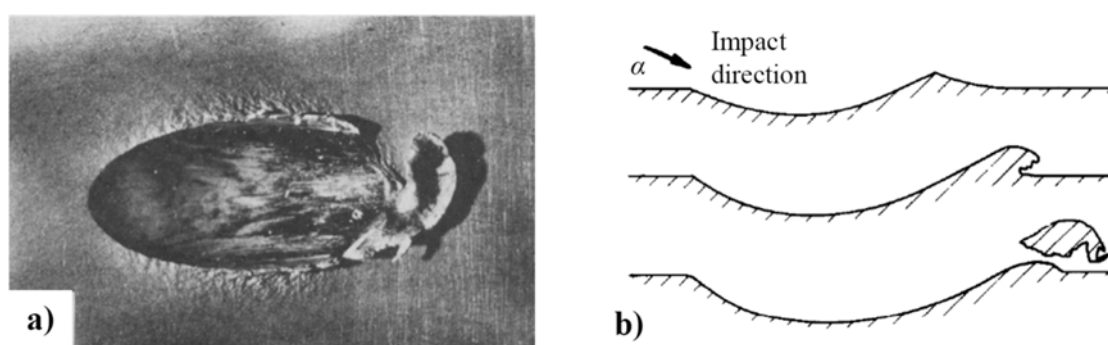 α
Impact
direction
a)
b)